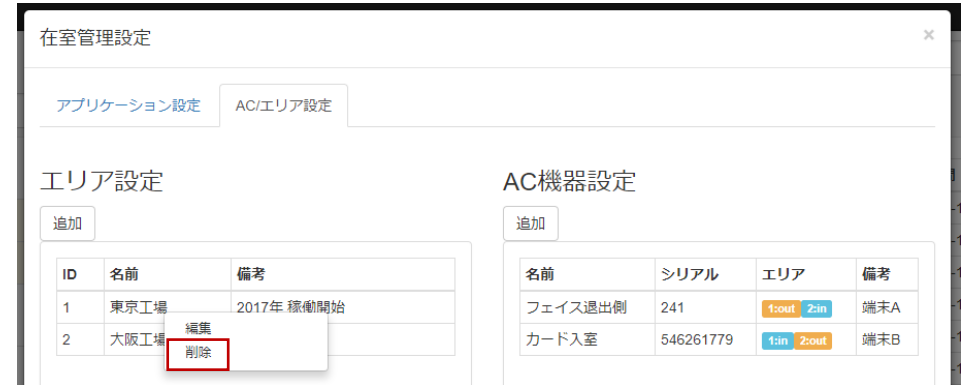 在室管理設定 ×
アプリケーション設定 AC/エリア設定
エリア設定
追加
ID 名前 備考
1 東京工場 2017年 稼働開始
2 大阪工場
編集
削除
AC機器設定
追加
名前 シリアル エリア 備考
フェイス退出側 241 1:out 2:in 端末A
カード入室 546261779 1:in 2:out 端末B